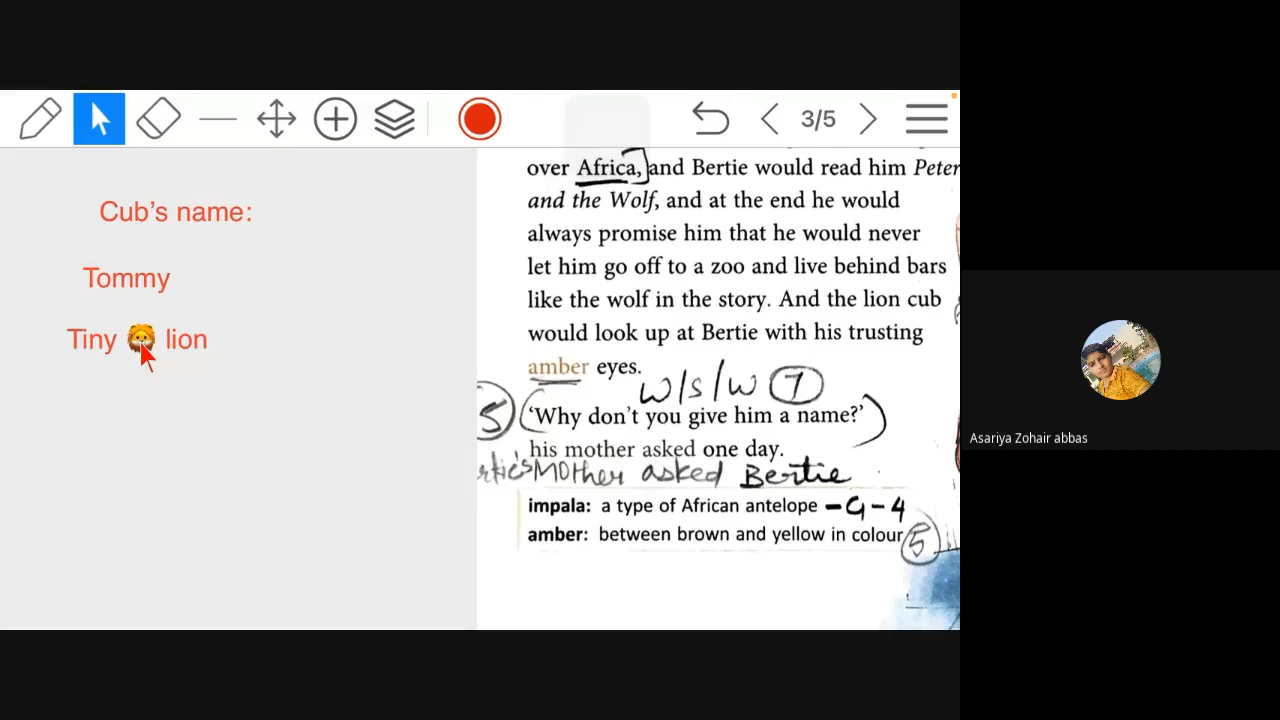 3/5
Cub's name:
Tommy
Tiny 🦁 lion
over Africa, and Bertie would read him Peter
and the Wolf, and at the end he would
always promise him that he would never
let him go off to a zoo and live behind bars
like the wolf in the story. And the lion cub
would look up at Bertie with his trusting
amber eyes.
W/s/w 7
5 ('Why don't you give him a name?')
his mother asked one day.
Mother asked Bertie
impala: a type of African antelope - G - 4
amber: between brown and yellow in colour 5
Asariya Zohair abbas